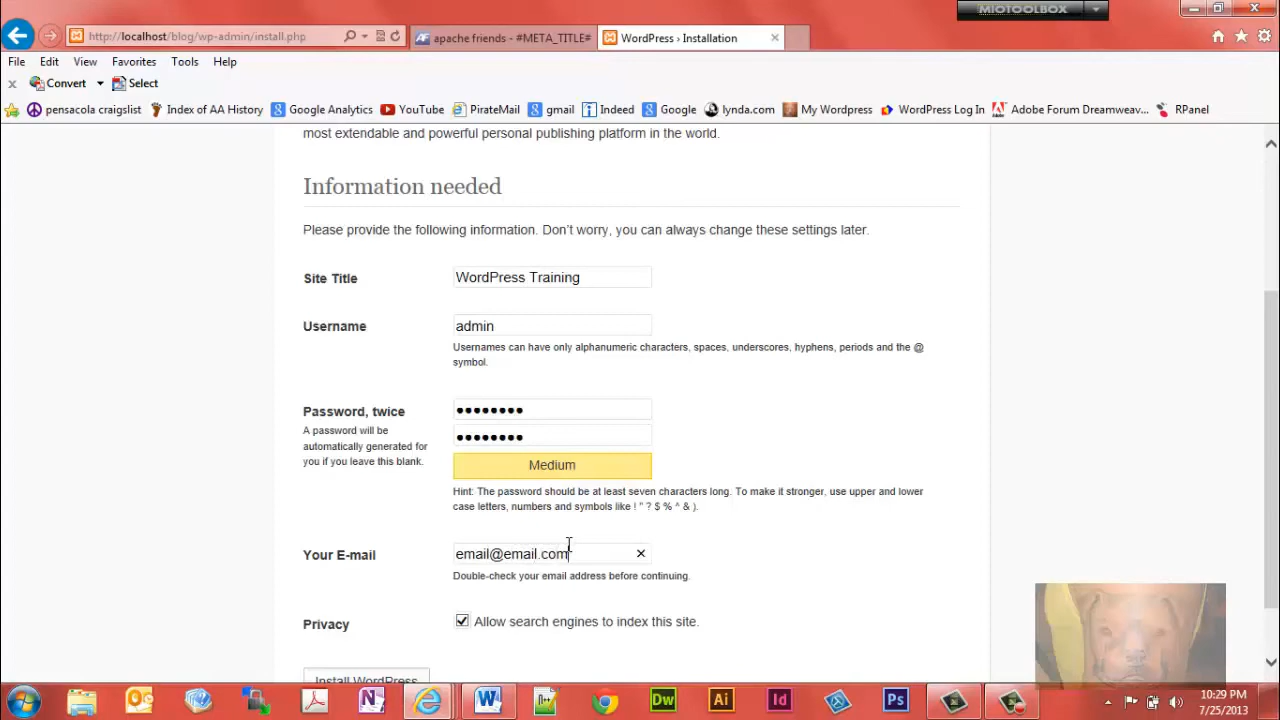 MIOTOOLBOX
http://localhost/blog/wp-admin/install.php
apache friends - #META_TITLE#
WordPress › Installation
File Edit View Favorites Tools Help
Convert Select
pensacola craigslist Index of AA History Google Analytics YouTube PirateMail gmail Indeed Google lynda.com My Wordpress WordPress Log In Adobe Forum Dreamweav... RPanel
most extendable and powerful personal publishing platform in the world.
Information needed
Please provide the following information. Don’t worry, you can always change these settings later.
Site Title WordPress Training
Username admin
Usernames can have only alphanumeric characters, spaces, underscores, hyphens, periods and the @
symbol.
Password, twice ●●●●●●●●
A password will be
automatically generated for
you if you leave this blank.
●●●●●●●●
Medium
Hint: The password should be at least seven characters long. To make it stronger, use upper and lower
case letters, numbers and symbols like ! " ? $ % ^ & ).
Your E-mail email@email.com
Double-check your email address before continuing.
Privacy Allow search engines to index this site.
Install WordPress
Dw Ai Id Ps
10:29 PM
7/25/2013